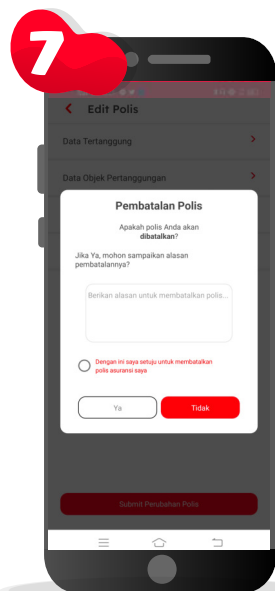 7
Edit Polis
Data Tertanggung
Data Objek Pertanggungan
Pembatalan Polis
Apakah polis Anda akan
dibatalkan?
Jika Ya, mohon sampaikan alasan
pembatalannya?
Berikan alasan untuk membatalkan polis...
Dengan ini saya setuju untuk membatalkan
polis asuransi saya
Ya
Tidak
Submit Perubahan Polis